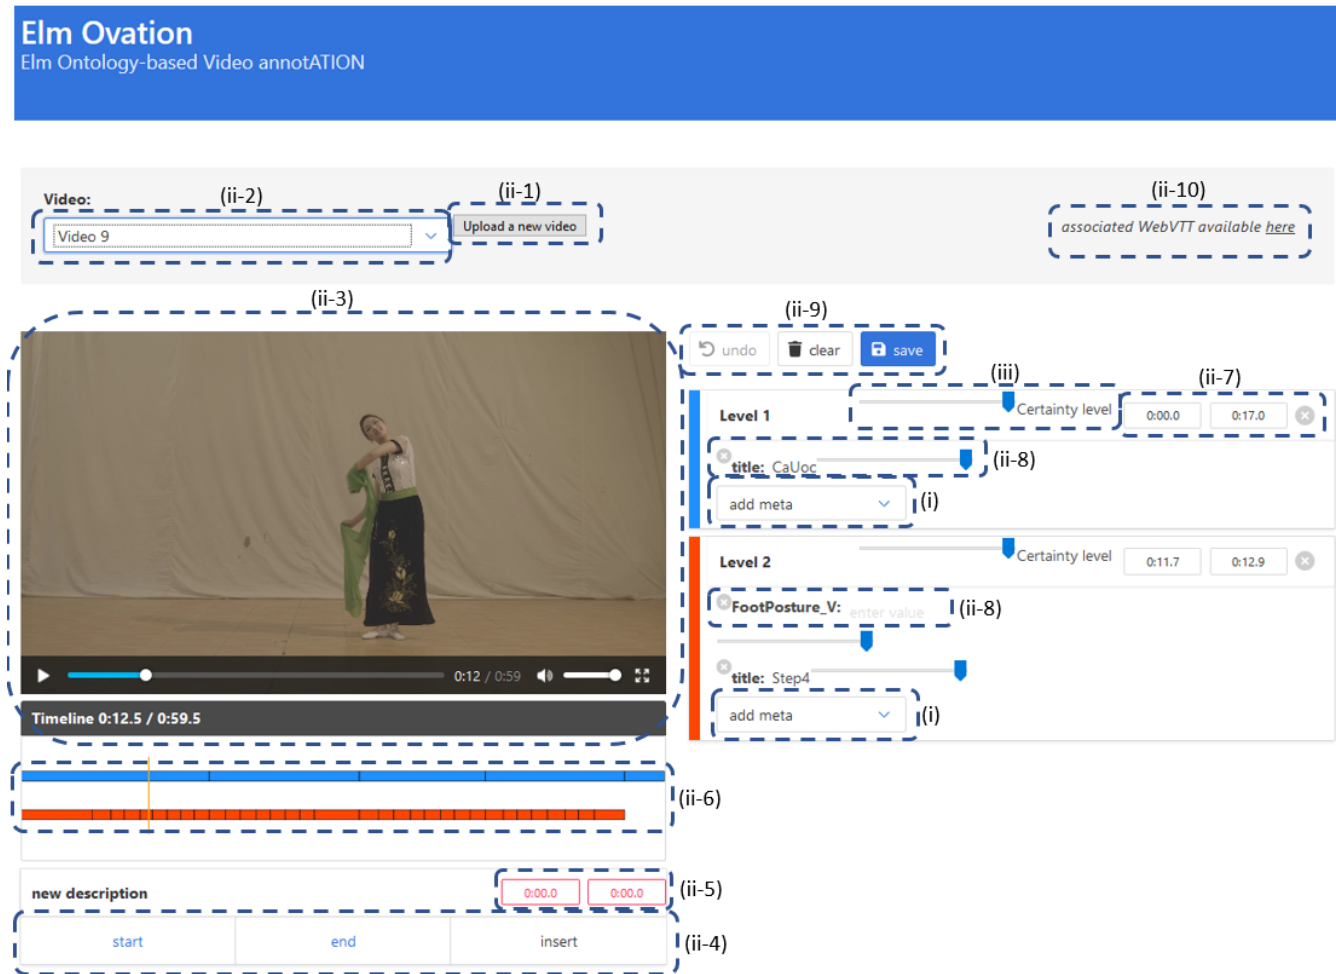 Elm Ovation
Elm Ontology-based Video annotATION
Video:
(ii-2)
(ii-1)
(ii-10)
Video 9
Upload a new video
associated WebVTT available here
(ii-3)
(ii-9)
undo
clear
save
(iii)
(ii-7)
Level 1
Certainty level
0:00.0
0:17.0
title: CaUoc
(ii-8)
add meta
(i)
Level 2
Certainty level
0:11.7
0:12.9
FootPosture_V: enter value
(ii-8)
title: Step4
add meta
(i)
0:12 / 0:59
Timeline 0:12.5 / 0:59.5
(ii-6)
new description
0:00.0
0:00.0
(ii-5)
start
end
insert
(ii-4)